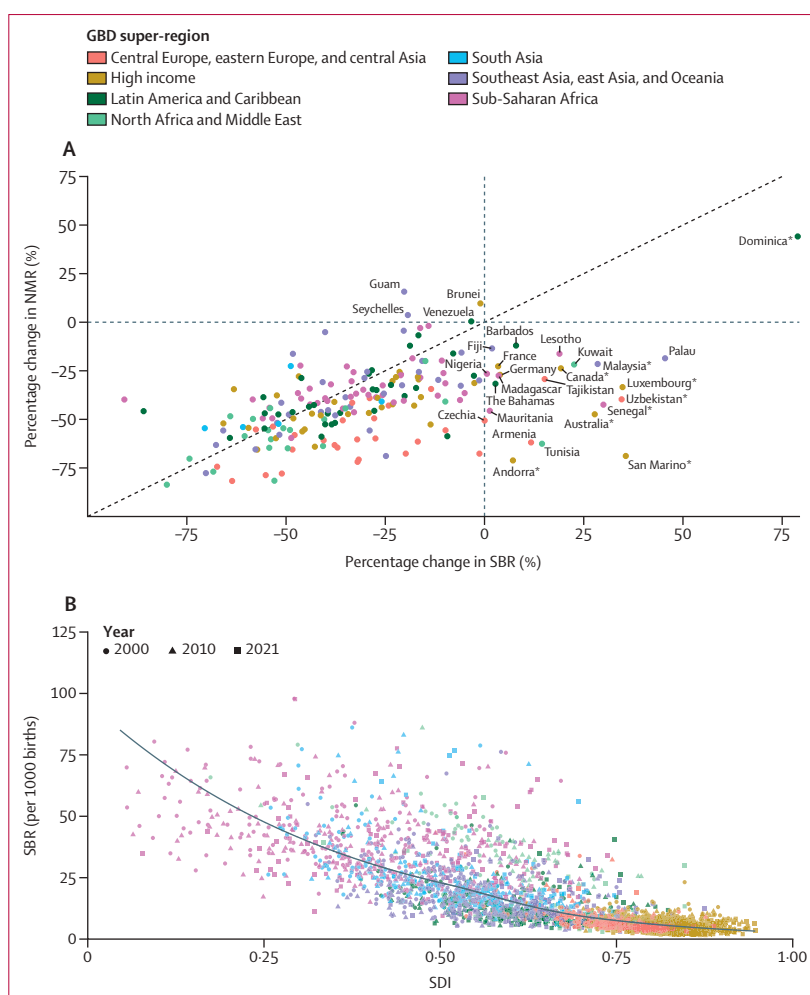 GBD super-region
Central Europe, eastern Europe, and central Asia
High income
Latin America and Caribbean
North Africa and Middle East
South Asia
Southeast Asia, east Asia, and Oceania
Sub-Saharan Africa
A
75
50
25
0
−25
−50
−75
Percentage change in NMR (%)
Dominica*
Guam
Brunei
Seychelles
Venezuela
Barbados
Fiji
Lesotho
Kuwait
Palau
Nigeria
France
Germany
Canada*
Malaysia*
Madagascar
Tajikistan
Luxembourg*
The Bahamas
Uzbekistan*
Senegal*
Czechia
Mauritania
Australia*
Armenia
Tunisia
Andorra*
San Marino*
−75
−50
−25
0
25
50
75
Percentage change in SBR (%)
B
125
100
75
50
25
0
SBR (per 1000 births)
Year
2000
2010
2021
0
0·25
0·50
0·75
1·00
SDI